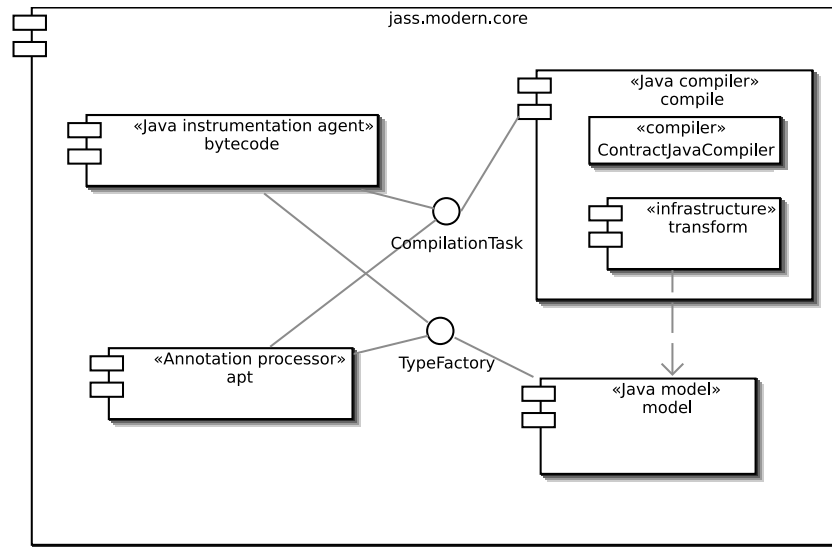 jass.modern.core
«Java instrumentation agent»
bytecode
«Java compiler»
compile
«compiler»
ContractJavaCompiler
«infrastructure»
transform
CompilationTask
TypeFactory
«Annotation processor»
apt
«Java model»
model